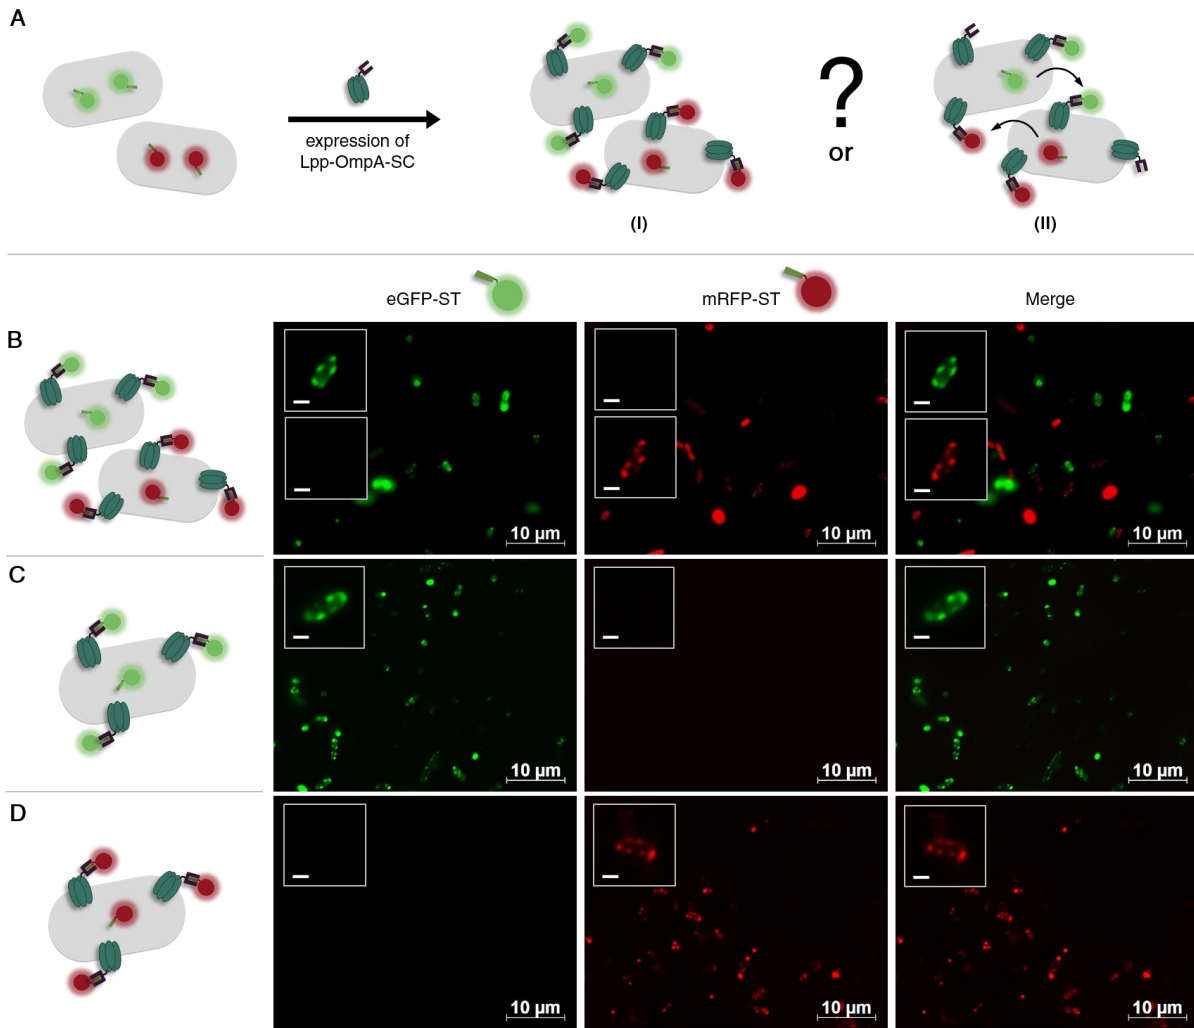 A
expression of
Lpp-OmpA-SC
?
or
(I)
(II)
eGFP-ST
mRFP-ST
Merge
B
10 µm
10 µm
10 µm
C
10 µm
10 µm
10 µm
D
10 µm
10 µm
10 µm